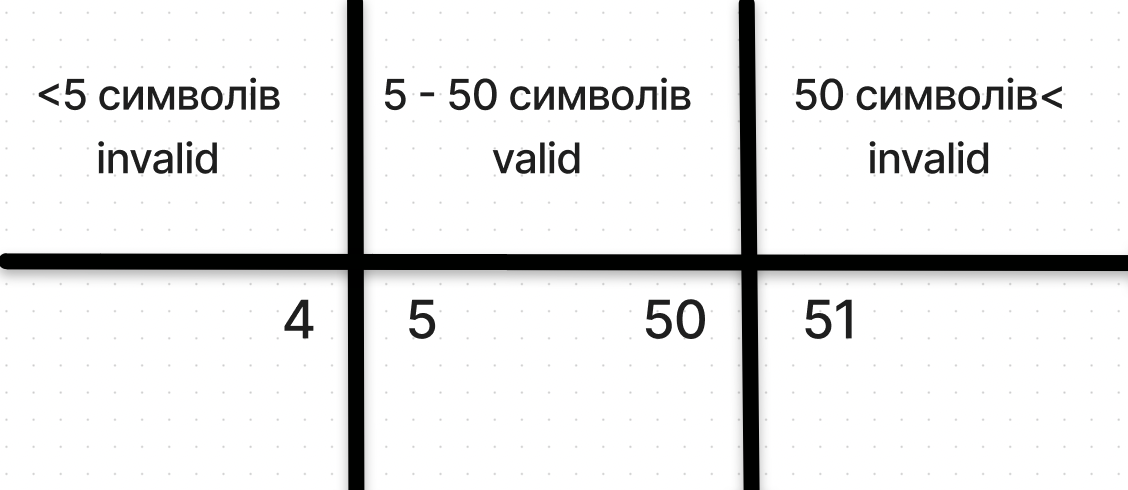 <5 символів
invalid
5 - 50 символів
valid
50 символів<
invalid
4
5
50
51